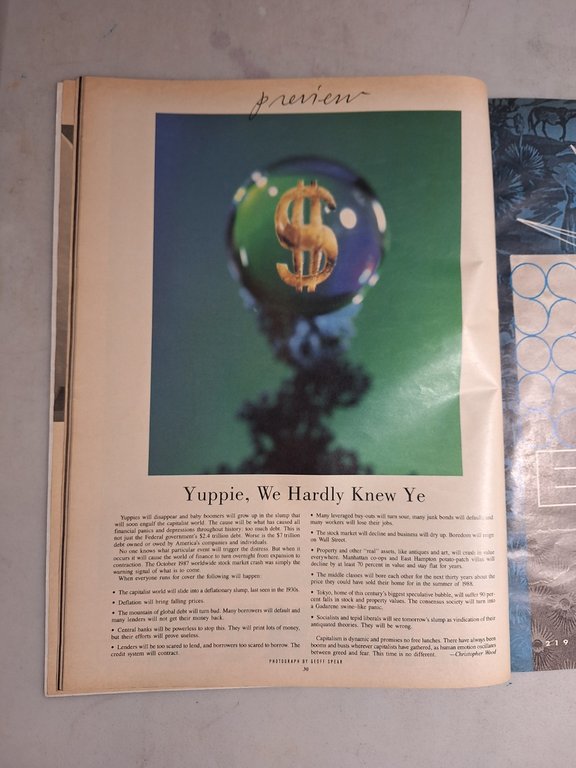 preview
$
Yuppie, We Hardly Knew Ye
Yuppies will disappear and baby boomers will grow up in the slump that
will soon engulf the capitalist world. The cause will be what has caused all
financial panics and depressions throughout history: too much debt. This is
not just the Federal government's $2.4 trillion debt. Worse is the $7 trillion
debt owned or owed by America's companies and individuals.
No one knows what particular event will trigger the distress. But when it
occurs it will cause the world of finance to turn overnight from expansion to
contraction. The October 1987 worldwide stock market crash was simply the
warning signal of what is to come.
When everyone runs for cover the following will happen:
• The capitalist world will slide into a deflationary slump, last seen in the 1930s.
• Deflation will bring falling prices.
• The mountain of global debt will turn bad. Many borrowers will default and
many lenders will not get their money back.
• Central banks will be powerless to stop this. They will print lots of money,
but their efforts will prove useless.
• Lenders will be too scared to lend, and borrowers too scared to borrow. The
credit system will contract.
• Many leveraged buy-outs will turn sour, many junk bonds will default, and
many workers will lose their jobs.
• The stock market will decline and business will dry up. Boredom will reign
on Wall Street.
• Property and other "real" assets, like antiques and art, will crash in value
everywhere. Manhattan co-ops and East Hampton potato-patch villas will
decline by at least 70 percent in value and stay flat for years.
• The middle classes will bore each other for the next thirty years about the
price they could have sold their home for in the summer of 1988.
• Tokyo, home of this century's biggest speculative bubble, will suffer 90 per-
cent falls in stock and property values. The consensus society will turn into
a Gadarene swine-like panic.
• Socialists and tepid liberals will see tomorrow's slump as vindication of their
antiquated theories. They will be wrong.
Capitalism is dynamic and promises no free lunches. There have always been
booms and busts wherever capitalists have gathered, as human emotion oscillates
between greed and fear. This time is no different. —Christopher Wood
PHOTOGRAPH BY GEOFF SPEAR
30
219